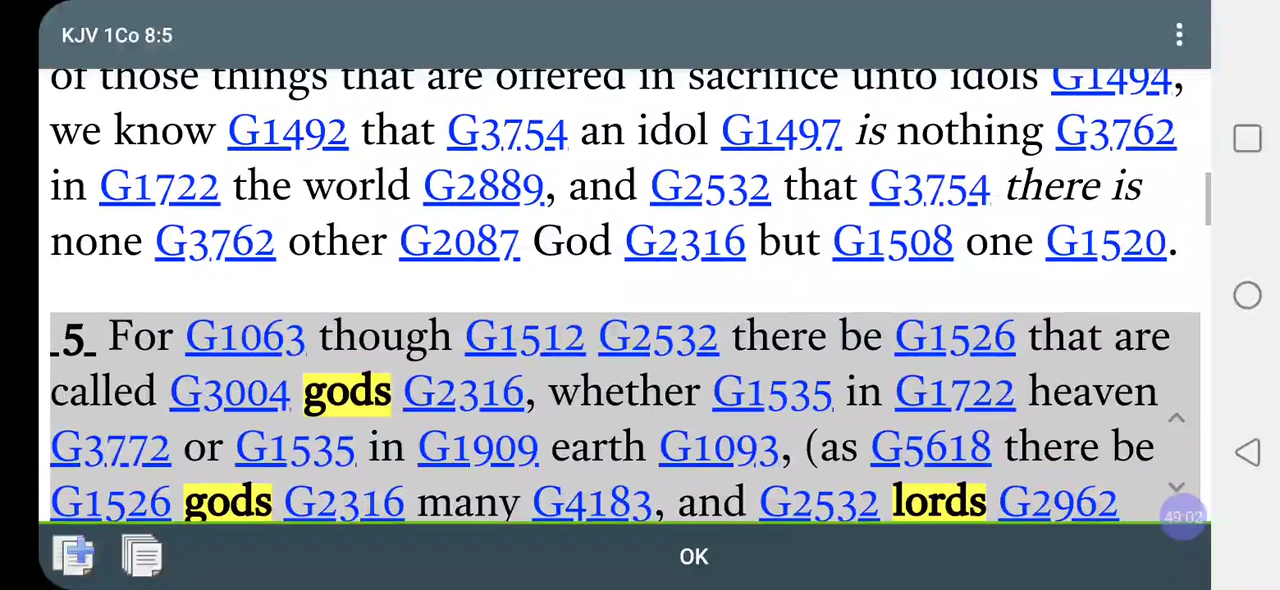 KJV 1Co 8:5
of those things that are offered in sacrifice unto idols G1494,
we know G1492 that G3754 an idol G1497 is nothing G3762
in G1722 the world G2889, and G2532 that G3754 there is
none G3762 other G2087 God G2316 but G1508 one G1520.
5 For G1063 though G1512 G2532 there be G1526 that are
called G3004 gods G2316, whether G1535 in G1722 heaven
G3772 or G1535 in G1909 earth G1093, (as G5618 there be
G1526 gods G2316 many G4183, and G2532 lords G2962
49:02
OK